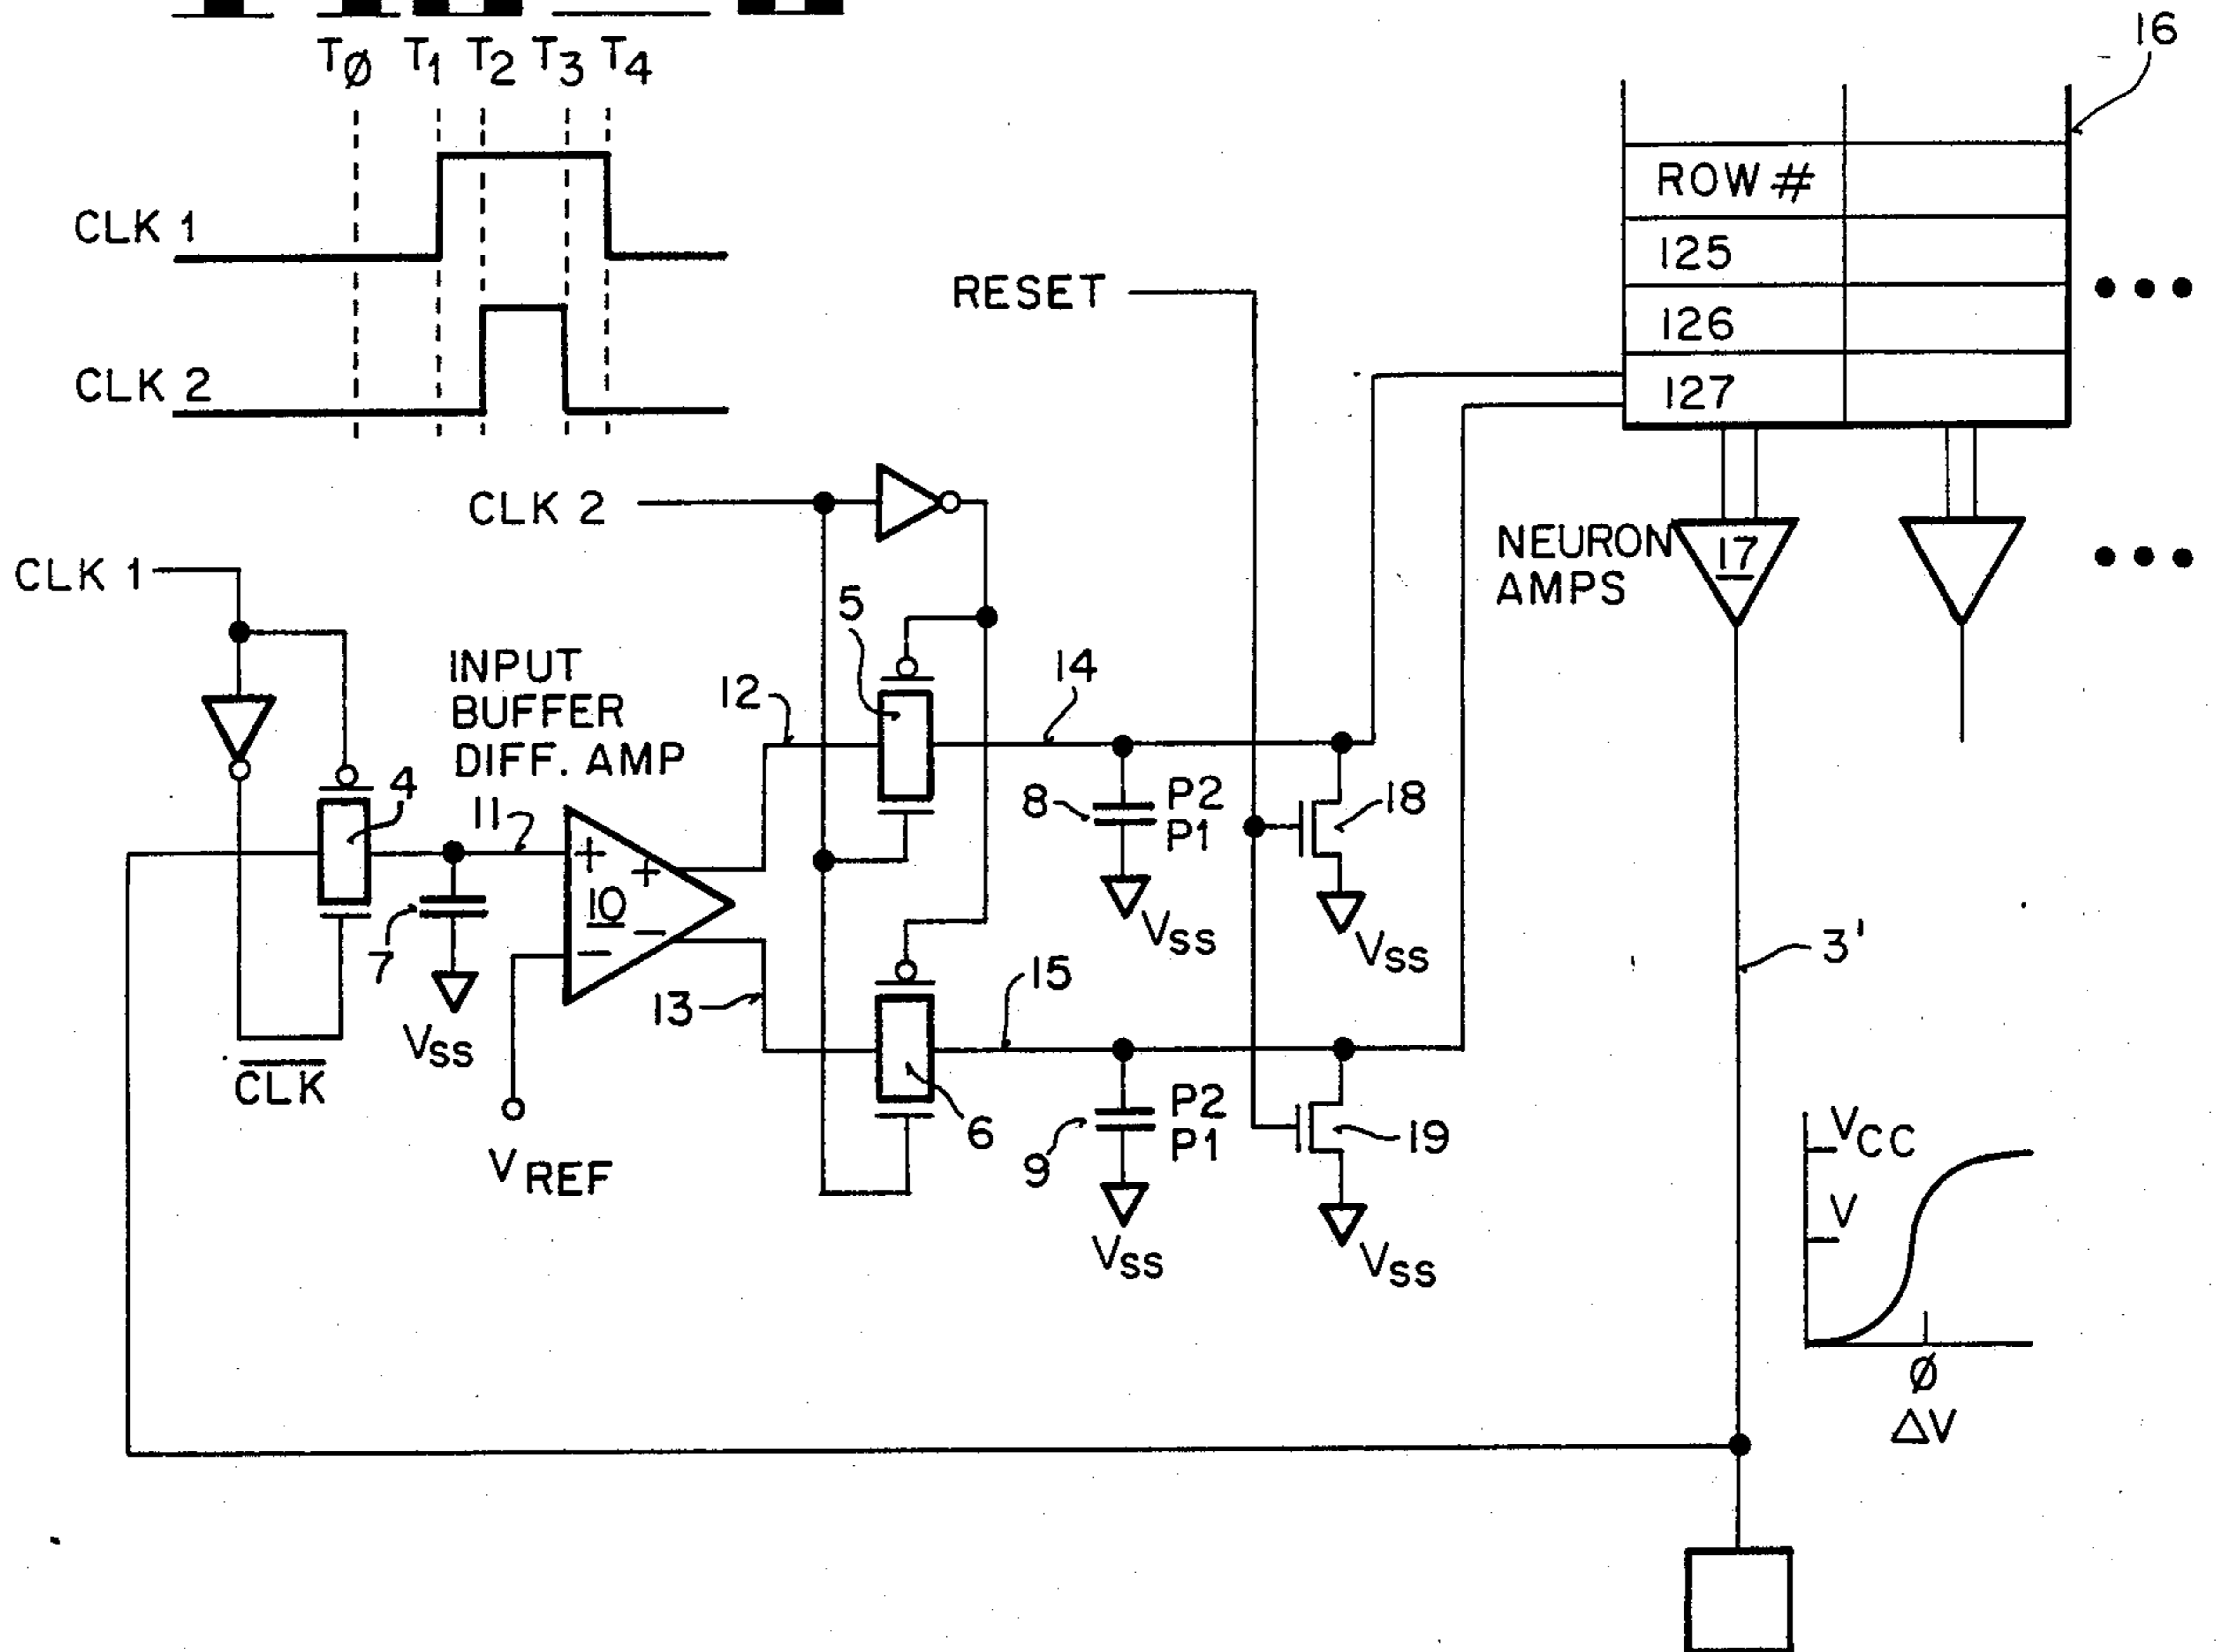 TØ T1 T2 T3 T4
16
CLK 1
ROW #
125
126
127
RESET
CLK 2
CLK 2
CLK 1
NEURON
AMPS
17
5
INPUT
BUFFER
DIFF. AMP
12
14
4
11
8
P2
P1
18
+
+
10
−
−
7
VSS
VSS
VSS
3'
13
15
CLK
VREF
6
9
P2
P1
19
VSS
VSS
VCC
V
Ø
ΔV